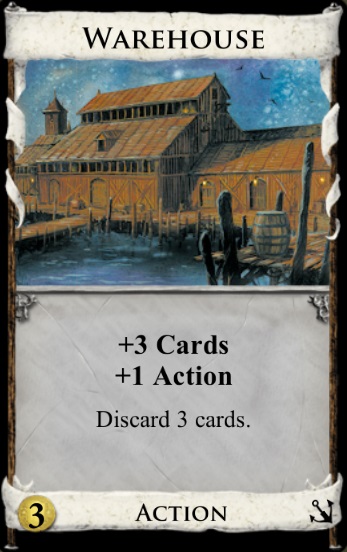 WAREHOUSE
+3 Cards
+1 Action
Discard 3 cards.
3
ACTION